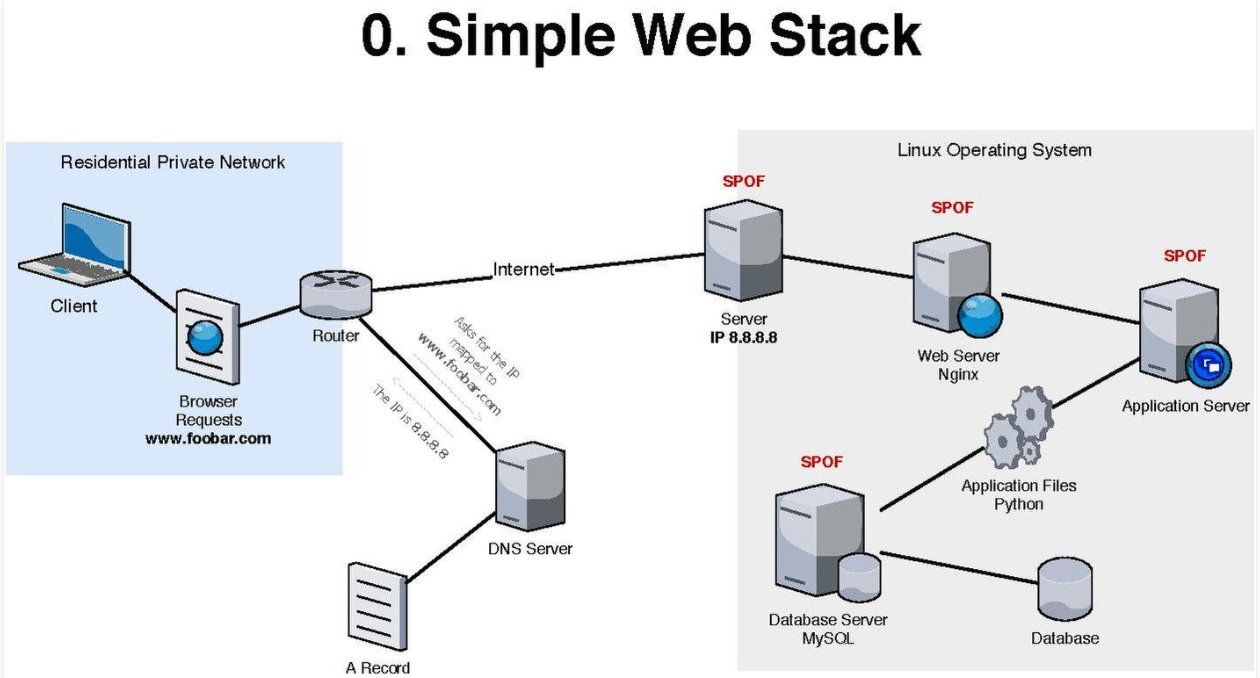 0. Simple Web Stack
Residential Private Network
Client
Browser
Requests
www.foobar.com
Router
Internet
Asks for the IP
mapped to
www.foobar.com
The IP is 8.8.8.8
DNS Server
A Record
Linux Operating System
SPOF
Server
IP 8.8.8.8
SPOF
Web Server
Nginx
SPOF
Application Server
Application Files
Python
SPOF
Database Server
MySQL
Database